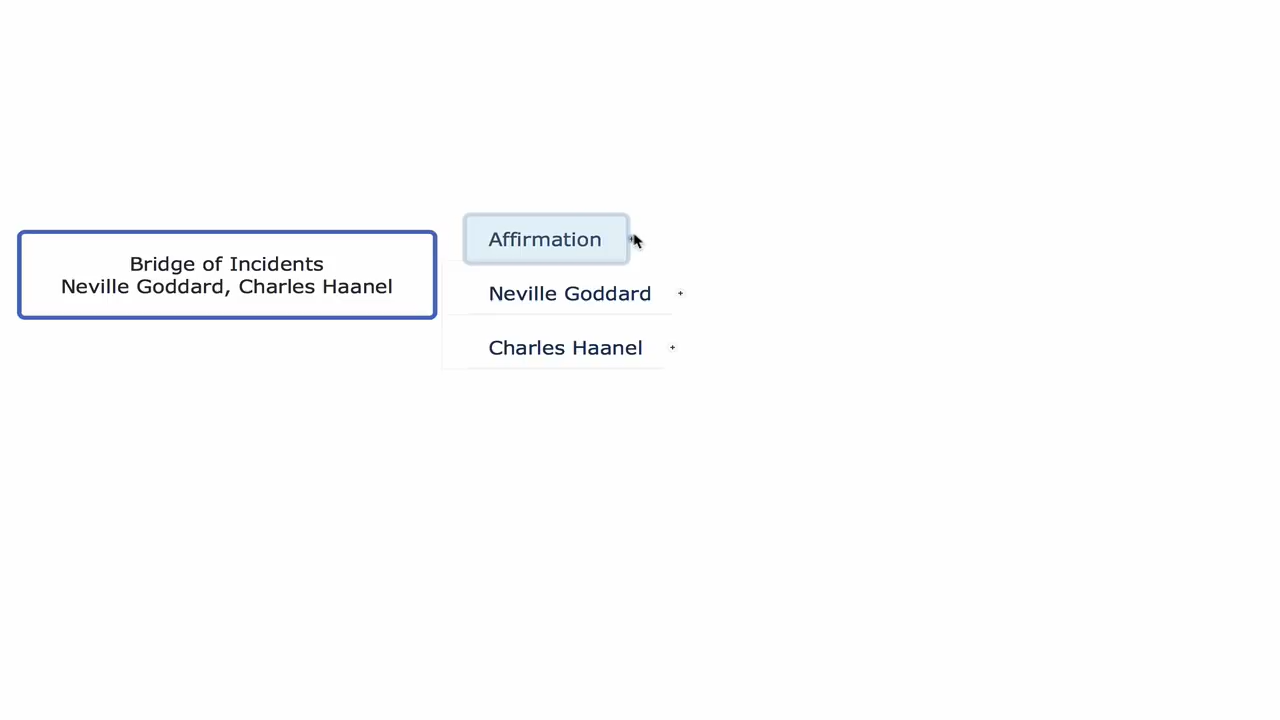 Bridge of Incidents
Neville Goddard, Charles Haanel
Affirmation
Neville Goddard
Charles Haanel